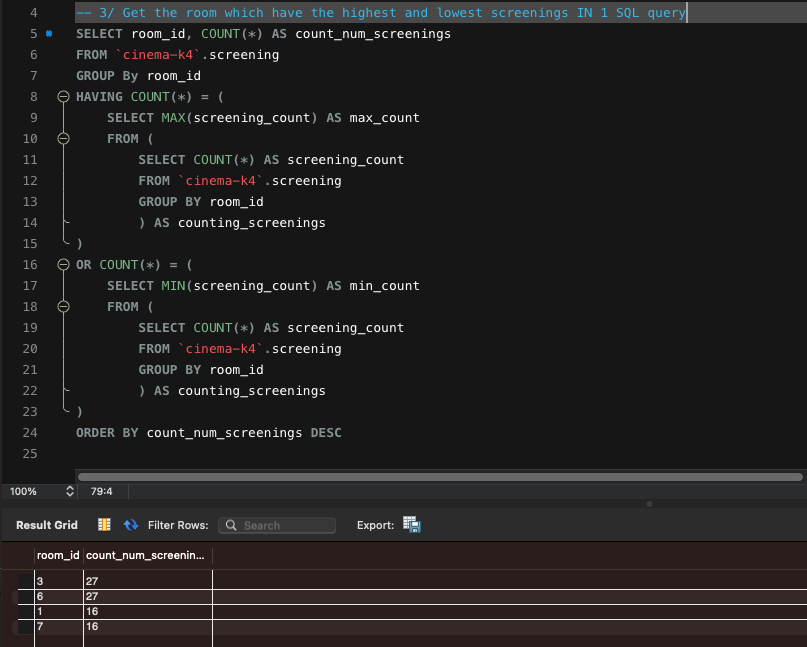 4 -- 3/ Get the room which have the highest and lowest screenings IN 1 SQL query
5 SELECT room_id, COUNT(*) AS count_num_screenings
6 FROM `cinema-k4`.screening
7 GROUP By room_id
8 HAVING COUNT(*) = (
9 SELECT MAX(screening_count) AS max_count
10 FROM (
11 SELECT COUNT(*) AS screening_count
12 FROM `cinema-k4`.screening
13 GROUP BY room_id
14 ) AS counting_screenings
15 )
16 OR COUNT(*) = (
17 SELECT MIN(screening_count) AS min_count
18 FROM (
19 SELECT COUNT(*) AS screening_count
20 FROM `cinema-k4`.screening
21 GROUP BY room_id
22 ) AS counting_screenings
23 )
24 ORDER BY count_num_screenings DESC
25
100% 79:4
Result Grid Filter Rows: Search Export:
room_id count_num_screenin...
3 27
6 27
1 16
7 16